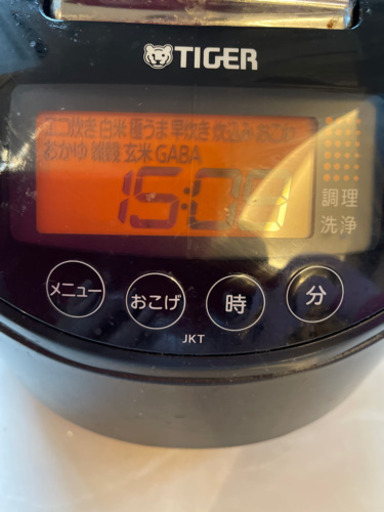 TIGER
エコ炊き 白米 極うま 早炊き 炊込み おこわ
おかゆ 雑穀 玄米 GABA
15:09
調理
洗浄
メニュー
おこげ
時
分
JKT